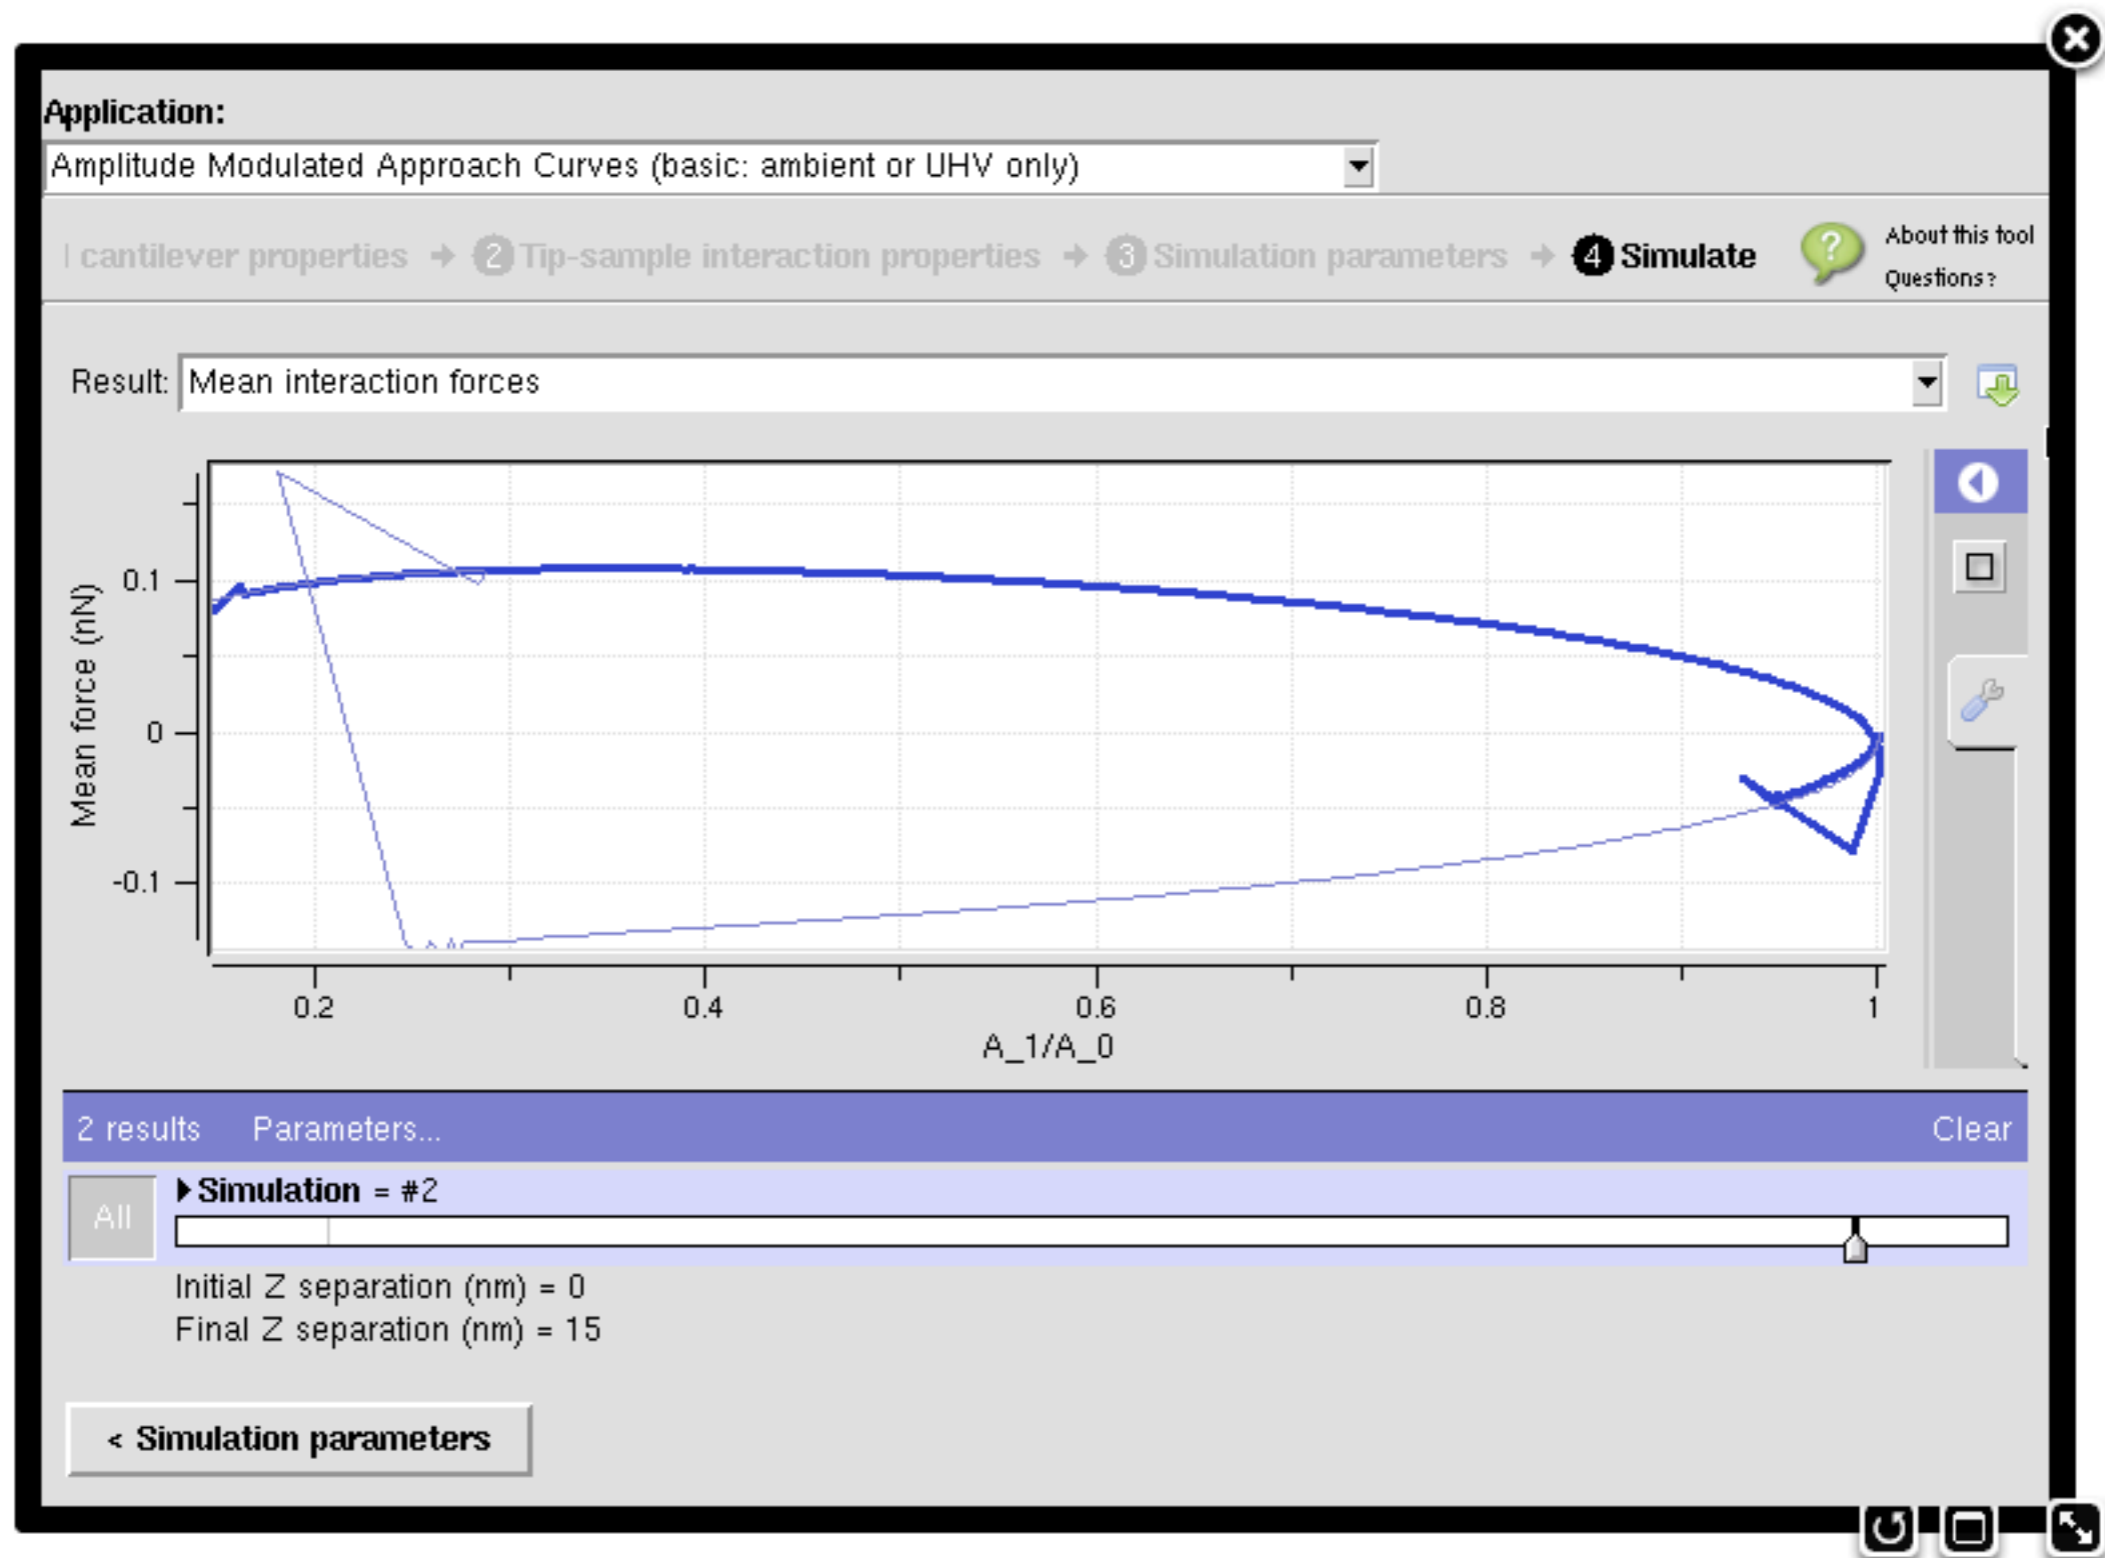 Application:
Amplitude Modulated Approach Curves (basic: ambient or UHV only)
cantilever properties → 2 Tip-sample interaction properties → 3 Simulation parameters → 4 Simulate
? About this tool
Questions?
Result: Mean interaction forces
Mean force (nN)
0.1
0
-0.1
0.2 0.4 0.6 0.8 1
A_1/A_0
2 results Parameters... Clear
All
Simulation = #2
Initial Z separation (nm) = 0
Final Z separation (nm) = 15
< Simulation parameters